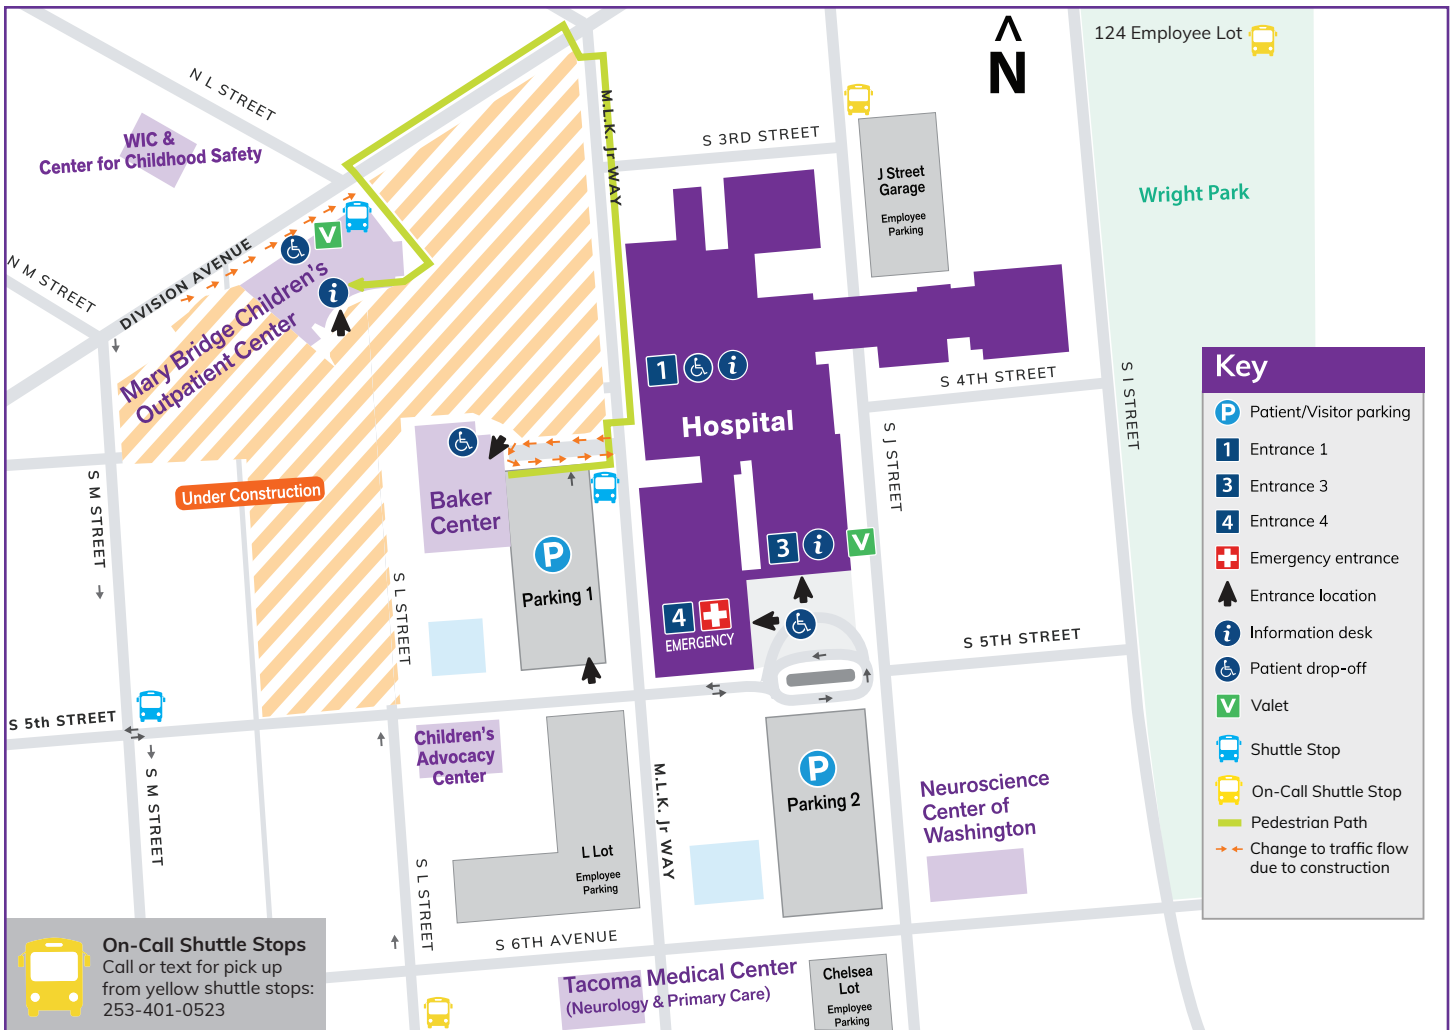 N
124 Employee Lot
N L STREET
M.L.K. Jr WAY
S 3RD STREET
WIC &
Center for Childhood Safety
J Street
Garage
Employee
Parking
Wright Park
V
N M STREET
DIVISION AVENUE
i
Mary Bridge Children's
Outpatient Center
1
i
S 4TH STREET
S I STREET
Hospital
S J STREET
S M STREET
Under Construction
Baker
Center
P
Parking 1
3
i
V
4
EMERGENCY
S L STREET
S 5TH STREET
S 5th STREET
Children's
Advocacy
Center
S M STREET
M.L.K. Jr WAY
P
Parking 2
Neuroscience
Center of
Washington
L Lot
Employee
Parking
S L STREET
S 6TH AVENUE
Tacoma Medical Center
(Neurology & Primary Care)
Chelsea
Lot
Employee
Parking
Key
P Patient/Visitor parking
1 Entrance 1
3 Entrance 3
4 Entrance 4
Emergency entrance
Entrance location
i Information desk
Patient drop-off
V Valet
Shuttle Stop
On-Call Shuttle Stop
Pedestrian Path
Change to traffic flow
due to construction
On-Call Shuttle Stops
Call or text for pick up
from yellow shuttle stops:
253-401-0523